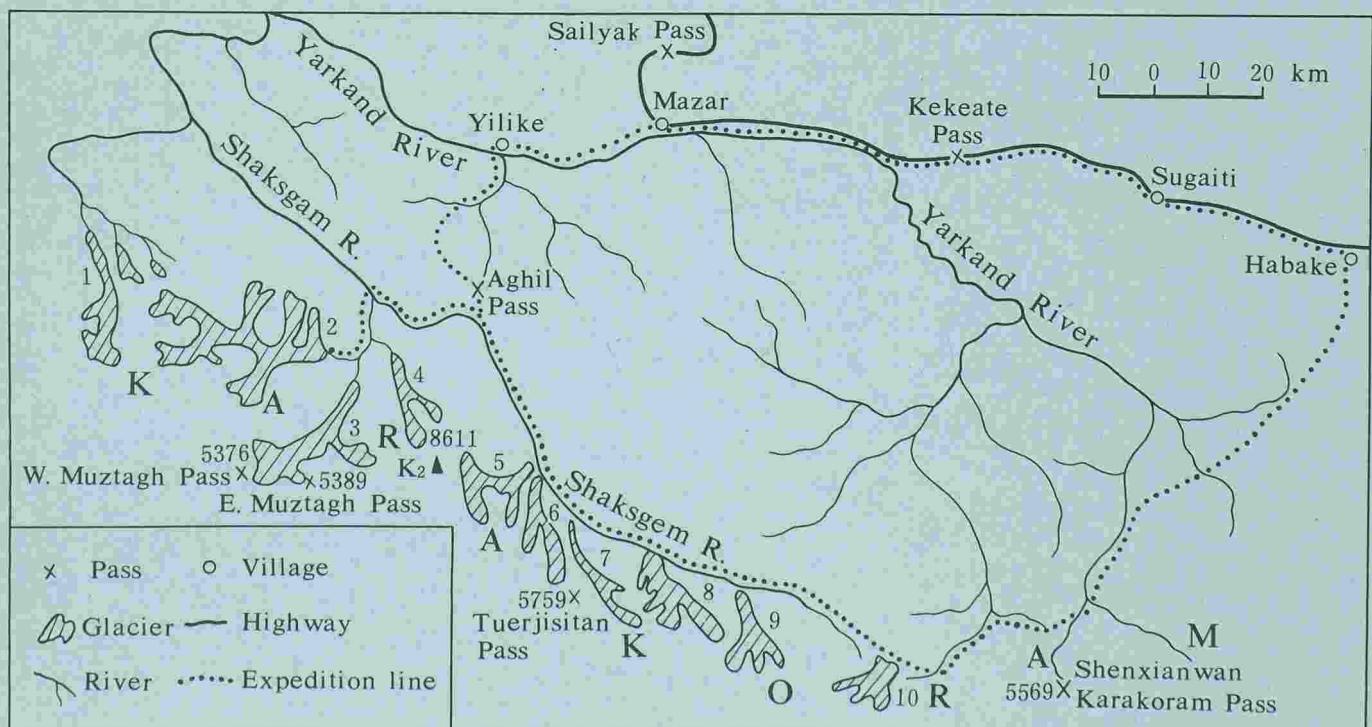 Sailyak Pass
10 0 10 20 km
Yarkand River
Mazar
Kekeate
Pass
Yilike
Shaksgam R.
Sugaiti
Yarkand River
Habake
Aghil
Pass
1
2
4
3
K A R A K O R A M
8611
K2
5376
W. Muztagh Pass
5389
E. Muztagh Pass
5
6
Shaksgem R.
7
8
9
5759
Tuerjisitan
Pass
10
5569
Shenxianwan
Karakoram Pass
Pass
Village
Glacier
Highway
River
Expedition line